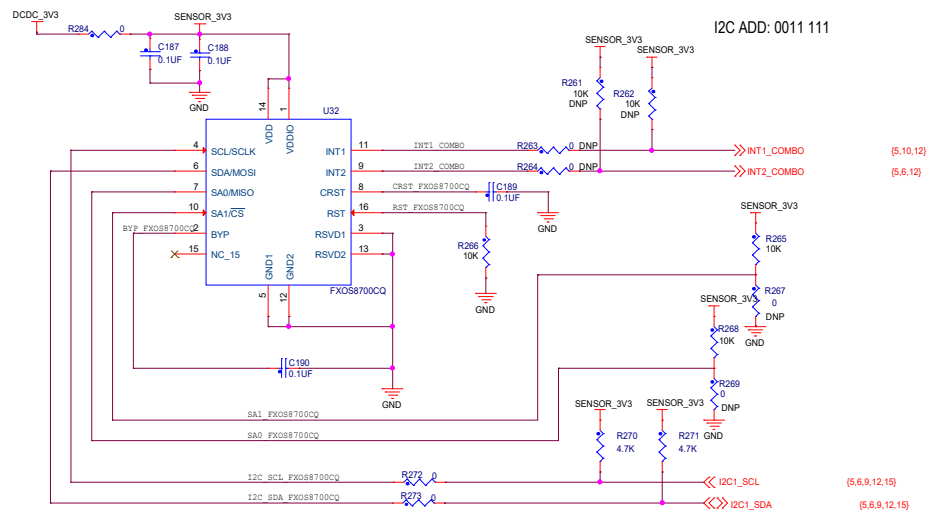 DCDC_3V3
SENSOR_3V3
I2C ADD: 0011 111
R284 0
C187
0.1UF
C188
0.1UF
GND
SENSOR_3V3
SENSOR_3V3
R261
10K
DNP
R262
10K
DNP
U32
14
1
VDD
VDDIO
4 SCL/SCLK
6 SDA/MOSI
7 SA0/MISO
10 SA1/CS
BYP_FXOS8700CQ 2 BYP
15 NC_15
INT1 11 INT1_COMBO R263 0 DNP INT1_COMBO {5,10,12}
INT2 9 INT2_COMBO R264 0 DNP INT2_COMBO {5,6,12}
CRST 8 CRST_FXOS8700CQ C189
0.1UF
GND
RST 16 RST_FXOS8700CQ
RSVD1 3
RSVD2 13
GND1
GND2
5
12
FXOS8700CQ
R266
10K
GND
SENSOR_3V3
R265
10K
R267
0
DNP
GND
SENSOR_3V3
R268
10K
R269
0
DNP
GND
C190
0.1UF
GND
SA1_FXOS8700CQ
SA0_FXOS8700CQ
SENSOR_3V3
SENSOR_3V3
R270
4.7K
R271
4.7K
I2C_SCL_FXOS8700CQ R272 0 I2C1_SCL {5,6,9,12,15}
I2C_SDA_FXOS8700CQ R273 0 I2C1_SDA {5,6,9,12,15}